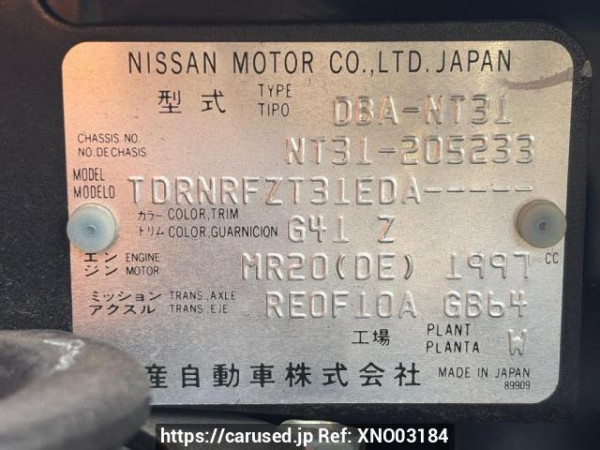 NISSAN MOTOR CO.,LTD. JAPAN
型式 TYPE TIPO DBA-NT31
CHASSIS NO. NO. DE CHASIS NT31-205233
MODEL MODELO TDRNRFZT31EDA-----
カラー COLOR,TRIM
トリム COLOR,GUARNICION G41 Z
エンジン ENGINE MOTOR MR20(DE) 1997 CC
ミッション TRANS.,AXLE
アクスル TRANS.,EJE RE0F10A GB64
工場 PLANT PLANTA W
産自動車株式会社 MADE IN JAPAN
89909
https://carused.jp Ref: XNO03184